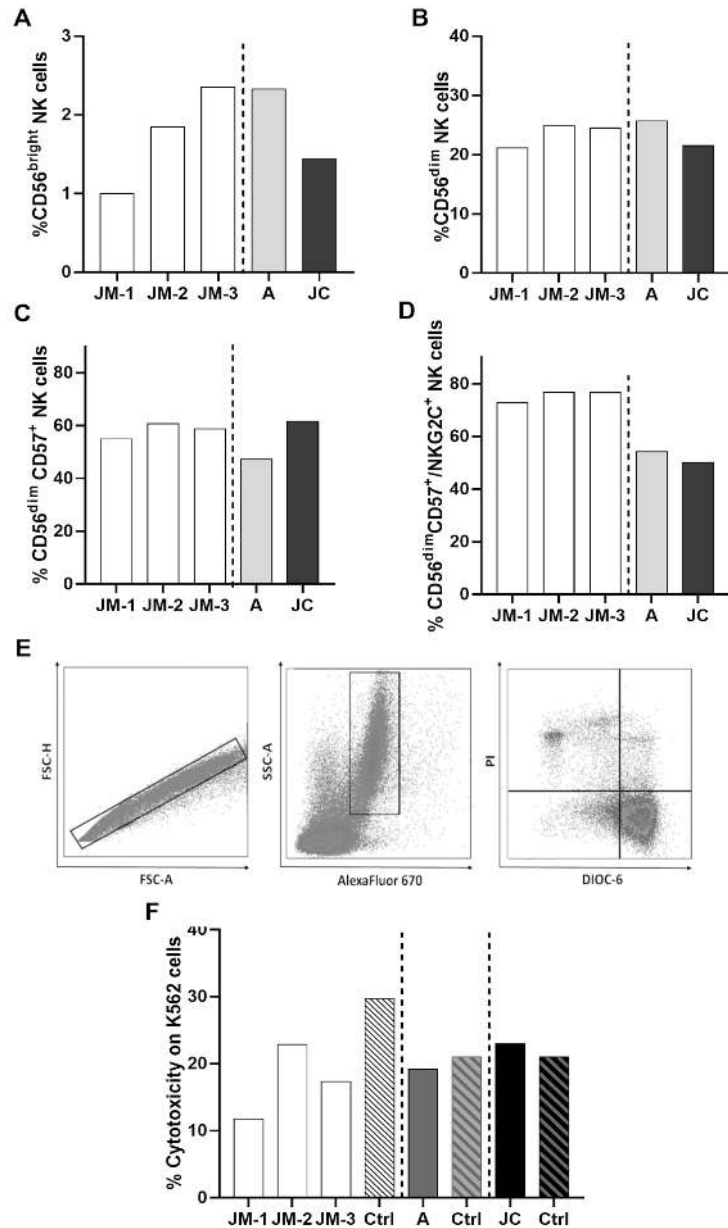 A
%CD56bright NK cells
3
2
1
0
JM-1 JM-2 JM-3 A JC
B
%CD56dim NK cells
40
30
20
10
0
JM-1 JM-2 JM-3 A JC
C
% CD56dim CD57+ NK cells
80
60
40
20
0
JM-1 JM-2 JM-3 A JC
D
% CD56dimCD57+/NKG2C+ NK cells
80
60
40
20
0
JM-1 JM-2 JM-3 A JC
E
FSC-H
FSC-A
SSC-A
AlexaFluor 670
PI
DIOC-6
F
% Cytotoxicity on K562 cells
40
30
20
10
0
JM-1 JM-2 JM-3 Ctrl A Ctrl JC Ctrl